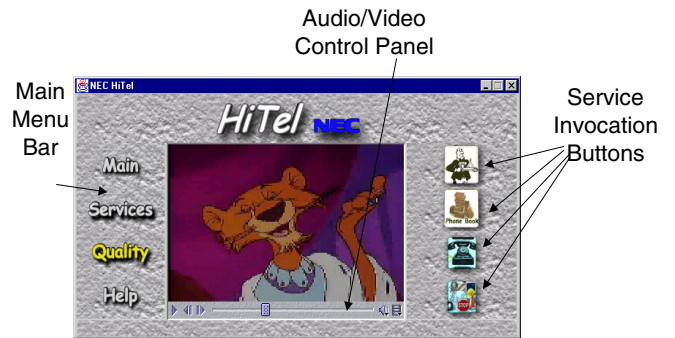 Audio/Video
Control Panel
NEC HiTel
Main
Menu
Bar
HiTel NEC
Service
Invocation
Buttons
Main
Services
Quality
Help
Phone Book
STOP